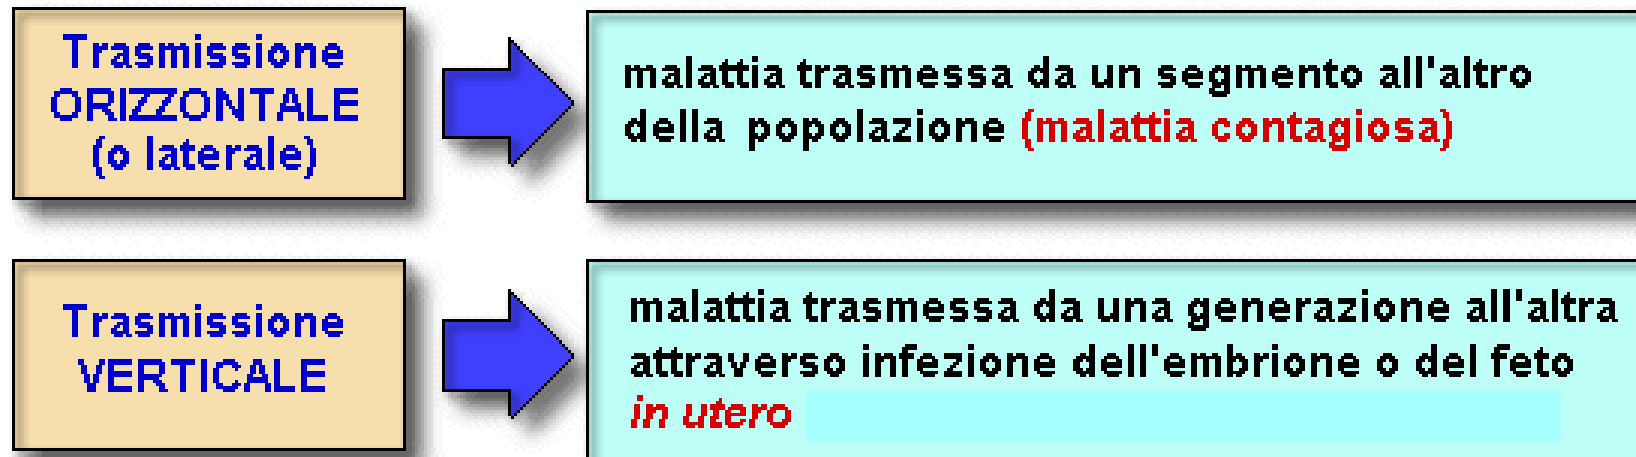 Trasmissione
ORIZZONTALE
(o laterale)
malattia trasmessa da un segmento all'altro
della popolazione (malattia contagiosa)
Trasmissione
VERTICALE
malattia trasmessa da una generazione all'altra
attraverso infezione dell'embrione o del feto
in utero